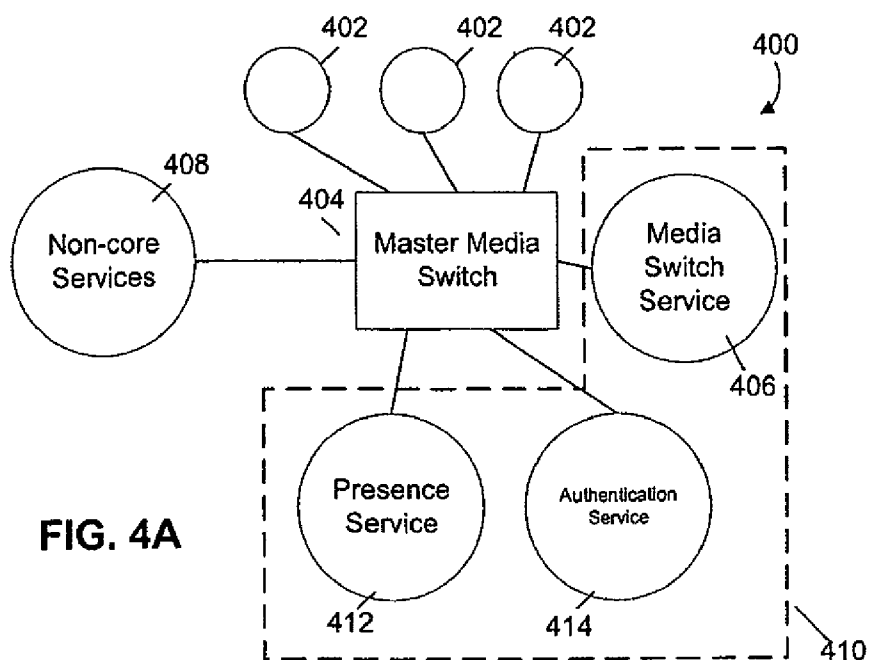 402
402
402
400
408
404
Non-core
Services
Master Media
Switch
Media
Switch
Service
406
Presence
Service
Authentication
Service
FIG. 4A
412
414
410